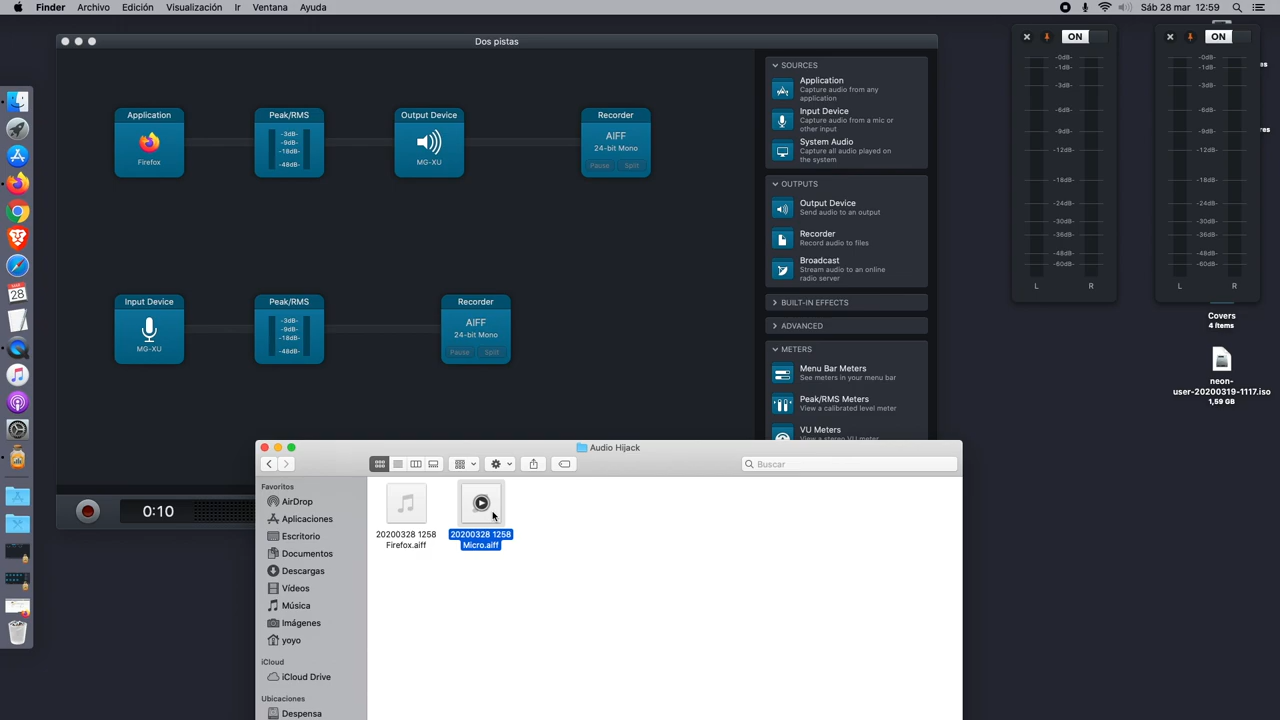 Finder Archivo Edición Visualización Ir Ventana Ayuda Sáb 28 mar 12:59
Dos pistas
ON
-0dB-
-1dB-
-3dB-
-6dB-
-9dB-
-12dB-
-18dB-
-24dB-
-30dB-
-36dB-
-48dB-
-60dB-
L R
ON
-0dB-
-1dB-
-3dB-
-6dB-
-9dB-
-12dB-
-18dB-
-24dB-
-30dB-
-36dB-
-48dB-
-60dB-
L R
Application
Firefox
Peak/RMS
-3dB-
-9dB-
-18dB-
-48dB-
Output Device
MG-XU
Recorder
AIFF
24-bit Mono
Pause Split
Input Device
MG-XU
Peak/RMS
-3dB-
-9dB-
-18dB-
-48dB-
Recorder
AIFF
24-bit Mono
Pause Split
SOURCES
Application
Capture audio from any
application
Input Device
Capture audio from a mic or
other input
System Audio
Capture all audio played on
the system
OUTPUTS
Output Device
Send audio to an output
Recorder
Record audio to files
Broadcast
Stream audio to an online
radio server
BUILT-IN EFFECTS
ADVANCED
METERS
Menu Bar Meters
See meters in your menu bar
Peak/RMS Meters
View a calibrated level meter
VU Meters
Covers
4 ítems
neon-
user-20200319-1117.iso
1,59 GB
0:10
Audio Hijack
Buscar
Favoritos
AirDrop
Aplicaciones
Escritorio
Documentos
Descargas
Vídeos
Música
Imágenes
yoyo
iCloud
iCloud Drive
Ubicaciones
Despensa
20200328 1258
Firefox.aiff
20200328 1258
Micro.aiff